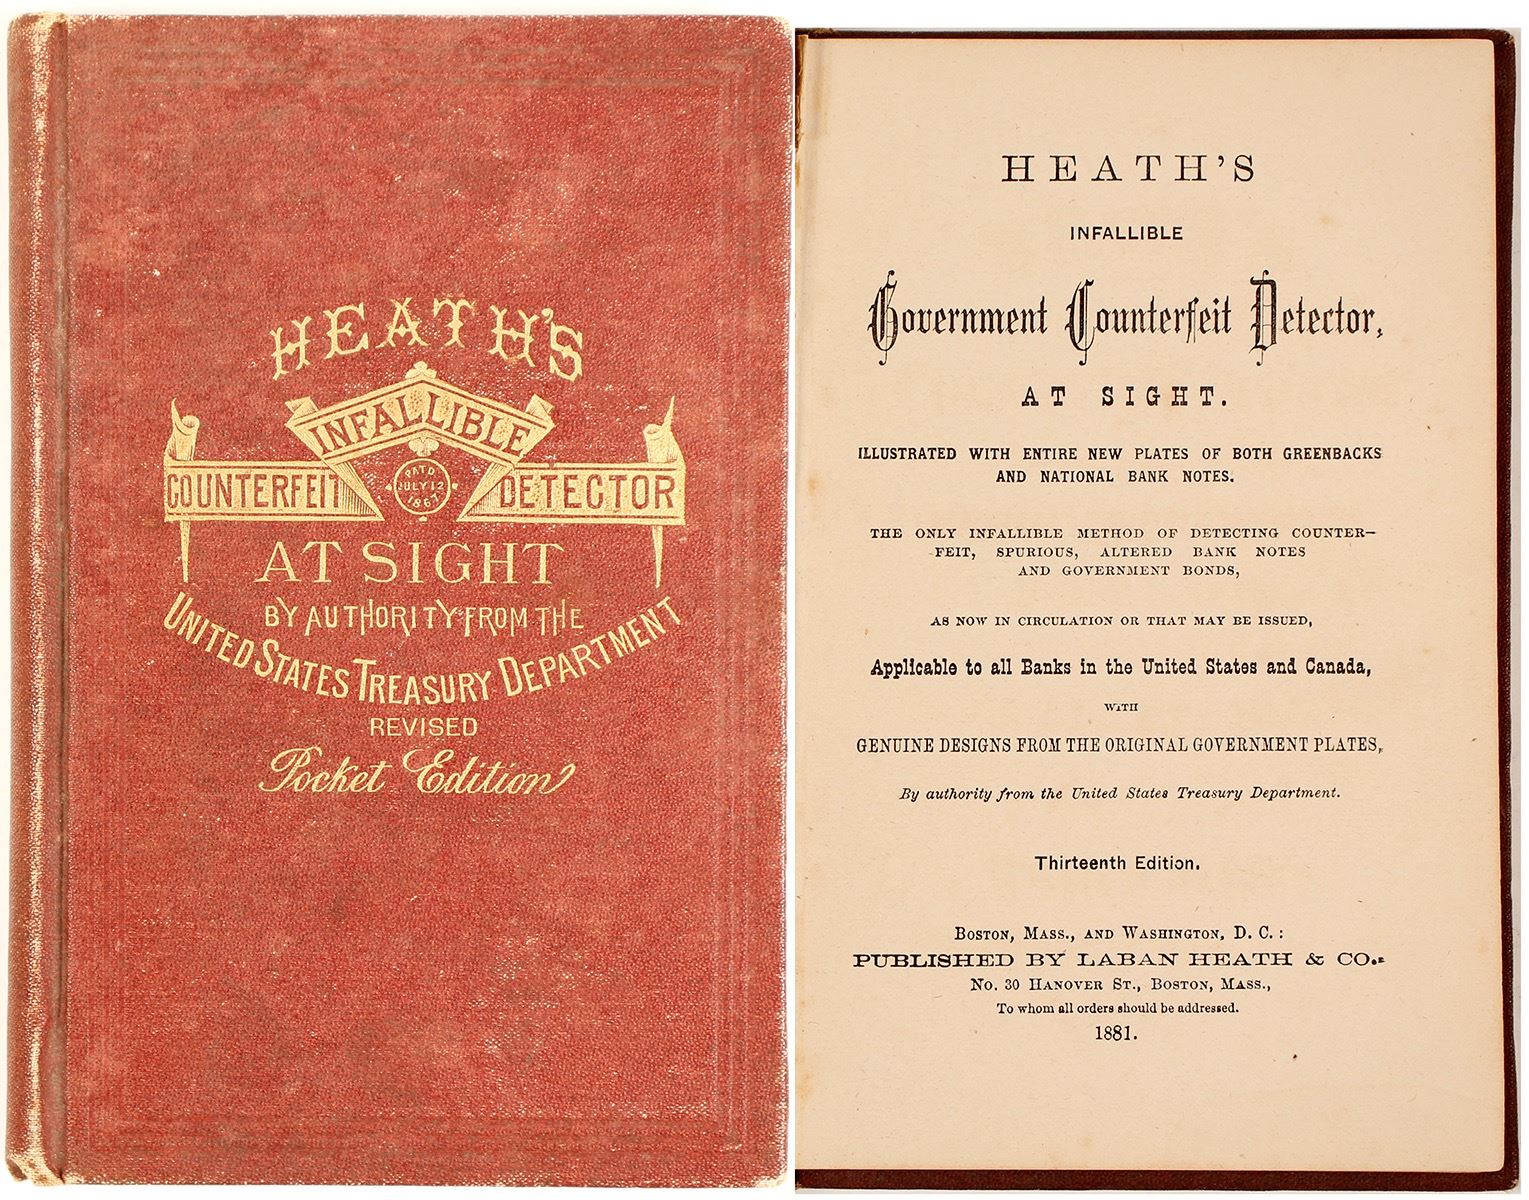 HEATH'S
INFALLIBLE
COUNTERFEIT DETECTOR
PATD
JULY 12
1867
AT SIGHT
BY AUTHORITY FROM THE
UNITED STATES TREASURY DEPARTMENT
REVISED
Pocket Edition
HEATH'S
INFALLIBLE
Government Counterfeit Detector,
AT SIGHT.
ILLUSTRATED WITH ENTIRE NEW PLATES OF BOTH GREENBACKS
AND NATIONAL BANK NOTES.
THE ONLY INFALLIBLE METHOD OF DETECTING COUNTER-
FEIT, SPURIOUS, ALTERED BANK NOTES
AND GOVERNMENT BONDS,
AS NOW IN CIRCULATION OR THAT MAY BE ISSUED,
Applicable to all Banks in the United States and Canada,
WITH
GENUINE DESIGNS FROM THE ORIGINAL GOVERNMENT PLATES,
By authority from the United States Treasury Department.
Thirteenth Edition.
BOSTON, MASS., AND WASHINGTON, D. C. :
PUBLISHED BY LABAN HEATH & CO.
NO. 30 HANOVER ST., BOSTON, MASS.,
To whom all orders should be addressed.
1881.